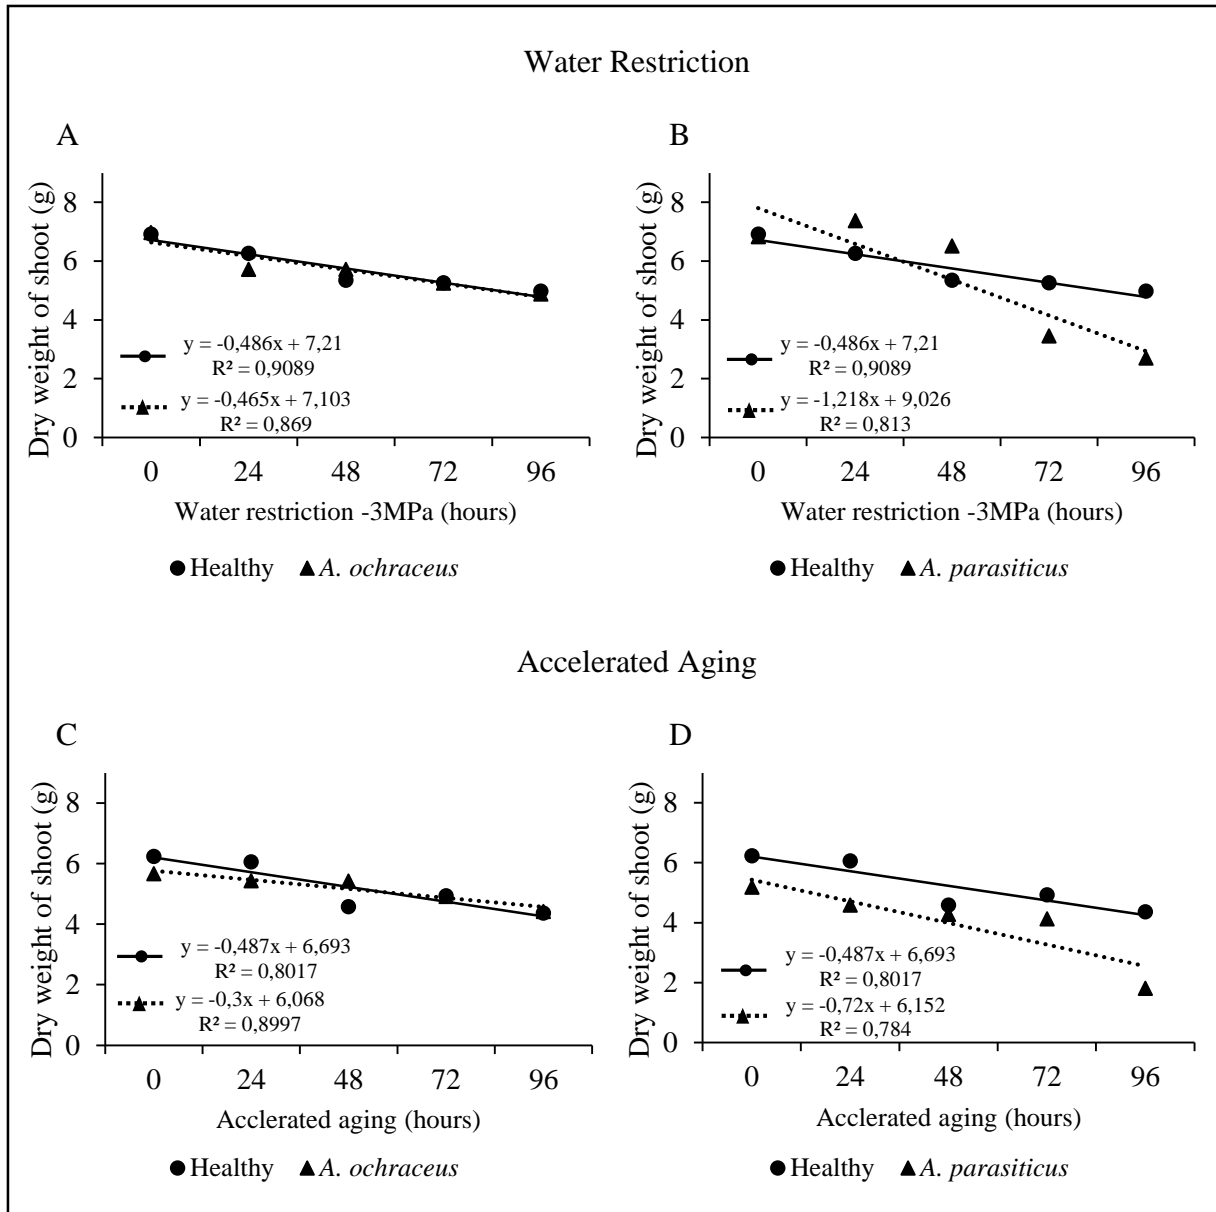 Water Restriction
A
Dry weight of shoot (g)
8
6
4
2
0
y = -0,486x + 7,21
R² = 0,9089
y = -0,465x + 7,103
R² = 0,869
0 24 48 72 96
Water restriction -3MPa (hours)
Healthy A. ochraceus
B
Dry weight of shoot (g)
8
6
4
2
0
y = -0,486x + 7,21
R² = 0,9089
y = -1,218x + 9,026
R² = 0,813
0 24 48 72 96
Water restriction -3MPa (hours)
Healthy A. parasiticus
Accelerated Aging
C
Dry weight of shoot (g)
8
6
4
2
0
y = -0,487x + 6,693
R² = 0,8017
y = -0,3x + 6,068
R² = 0,8997
0 24 48 72 96
Acclerated aging (hours)
Healthy A. ochraceus
D
Dry weight of shoot (g)
8
6
4
2
0
y = -0,487x + 6,693
R² = 0,8017
y = -0,72x + 6,152
R² = 0,784
0 24 48 72 96
Acclerated aging (hours)
Healthy A. parasiticus